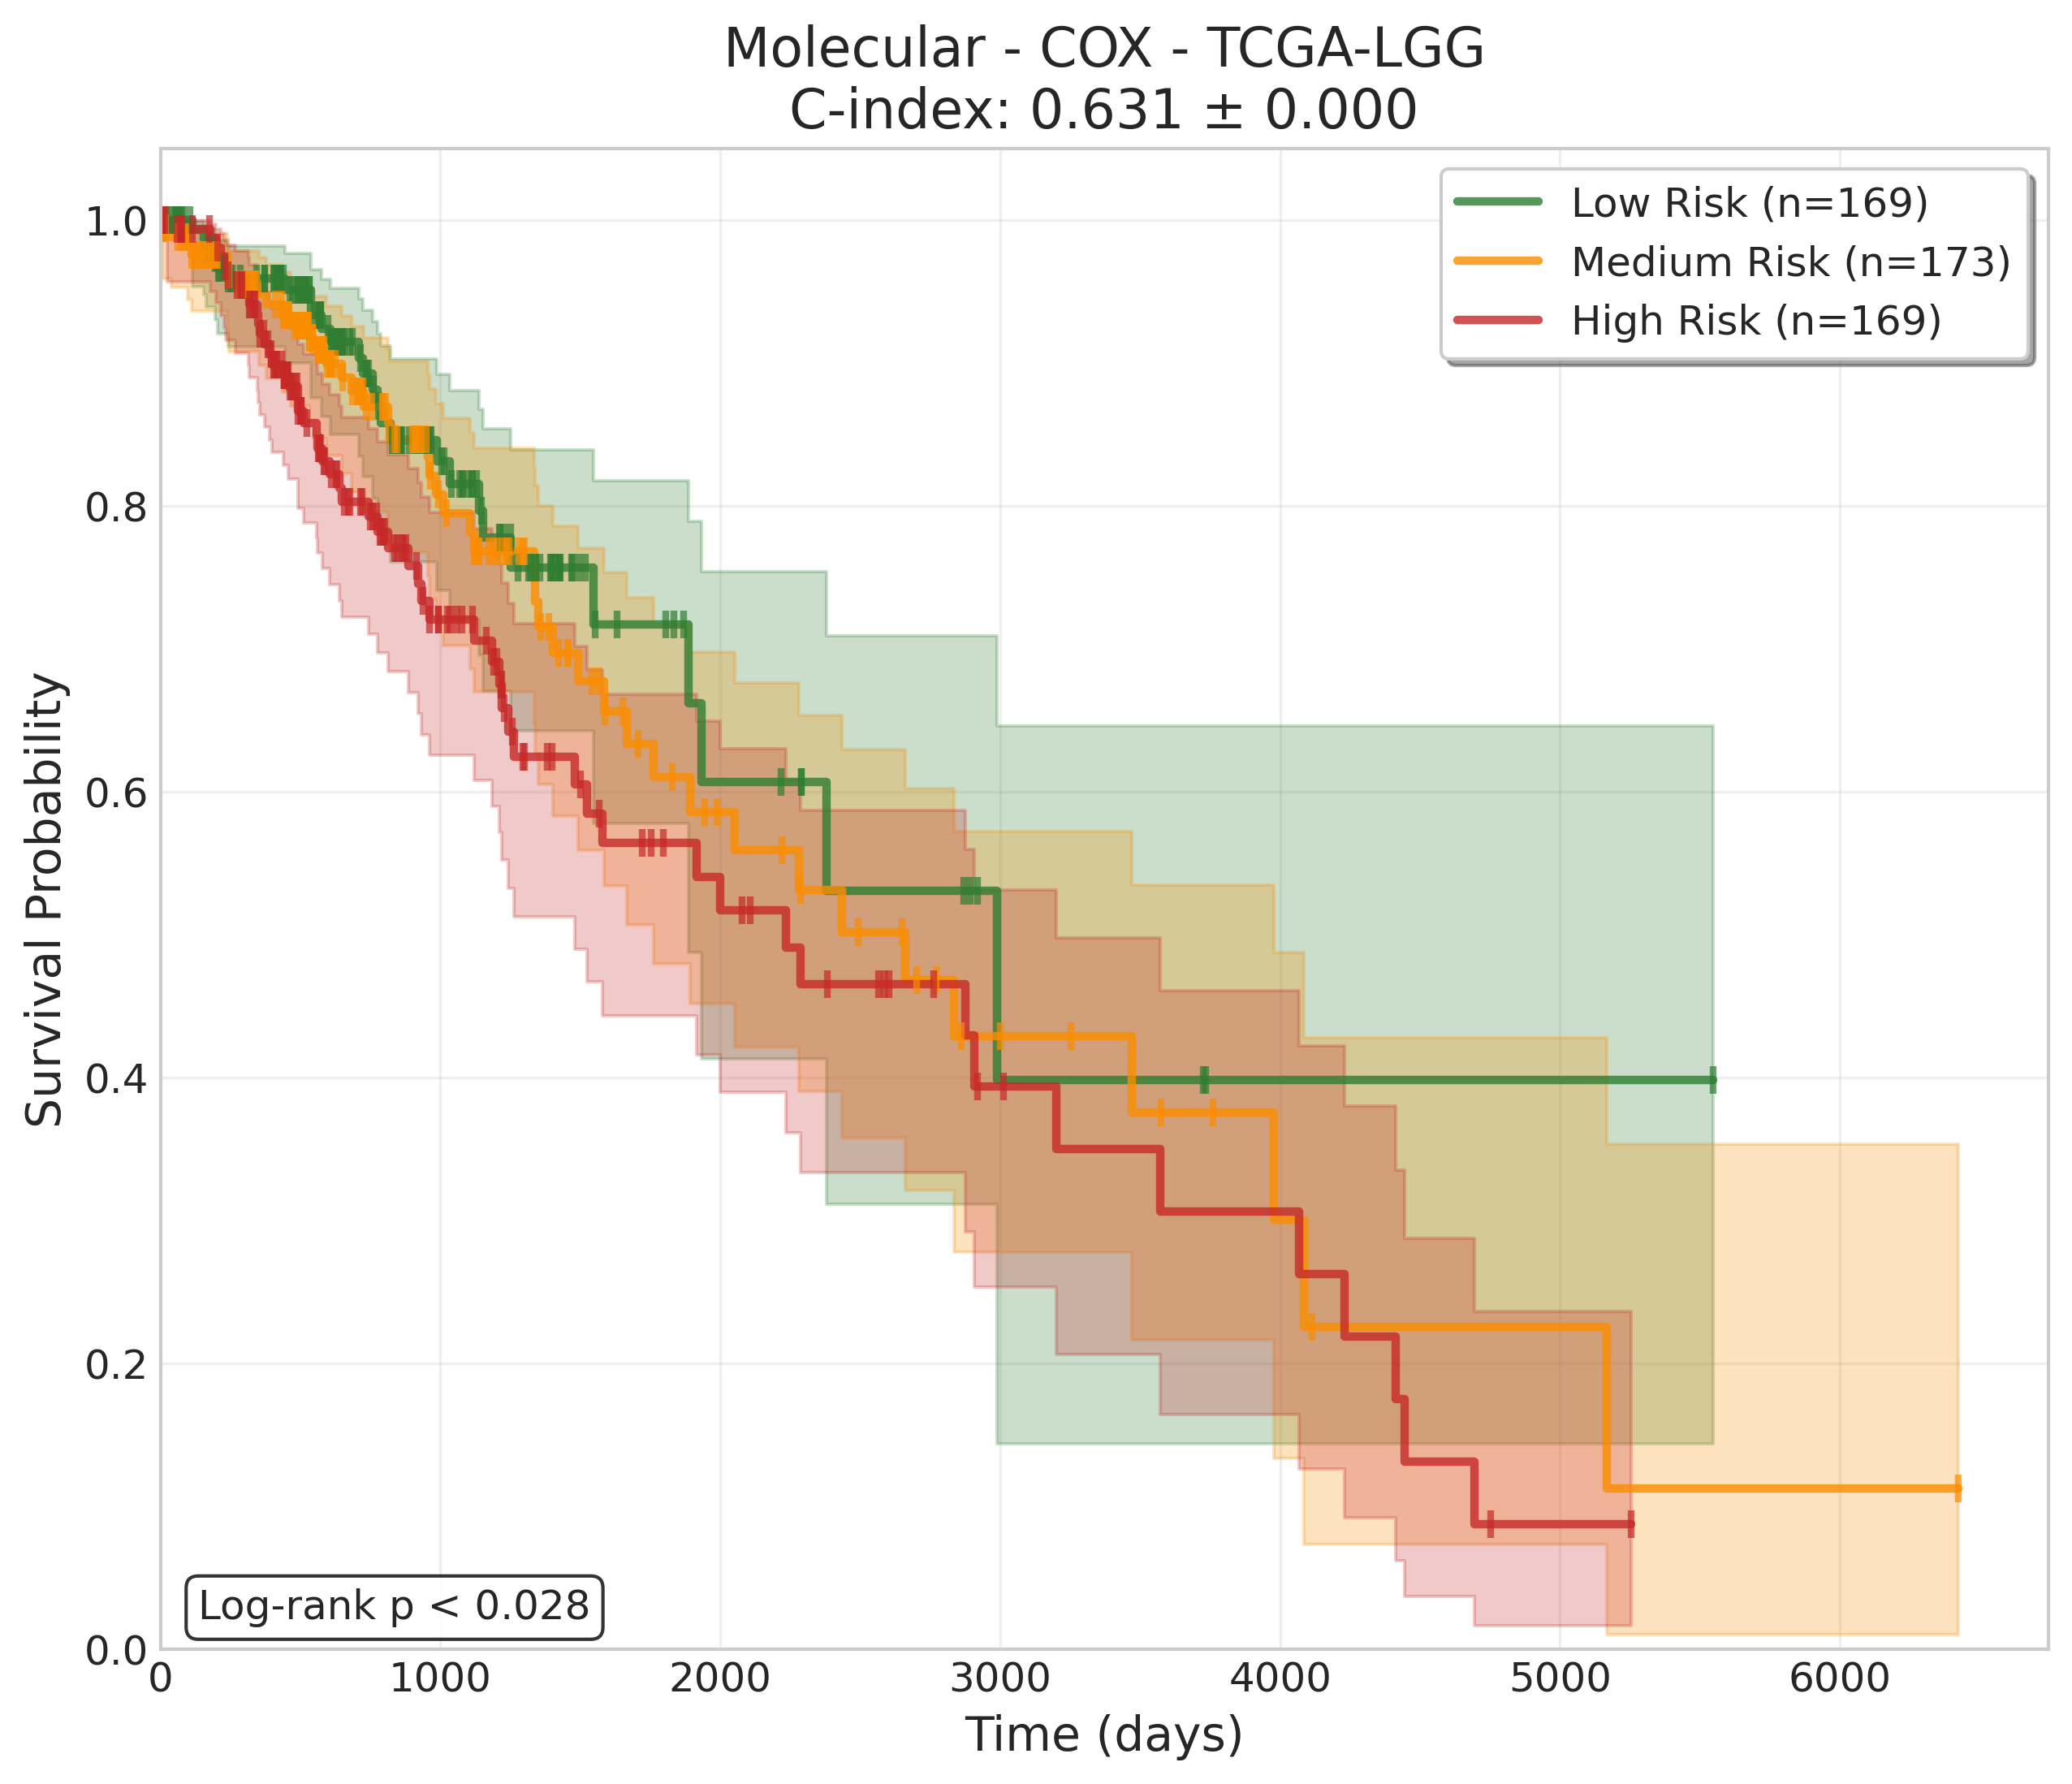 Molecular - COX - TCGA-LGG
C-index: 0.631 ± 0.000
Low Risk (n=169)
Medium Risk (n=173)
High Risk (n=169)
Survival Probability
1.0
0.8
0.6
0.4
0.2
0.0
Log-rank p < 0.028
0 1000 2000 3000 4000 5000 6000
Time (days)